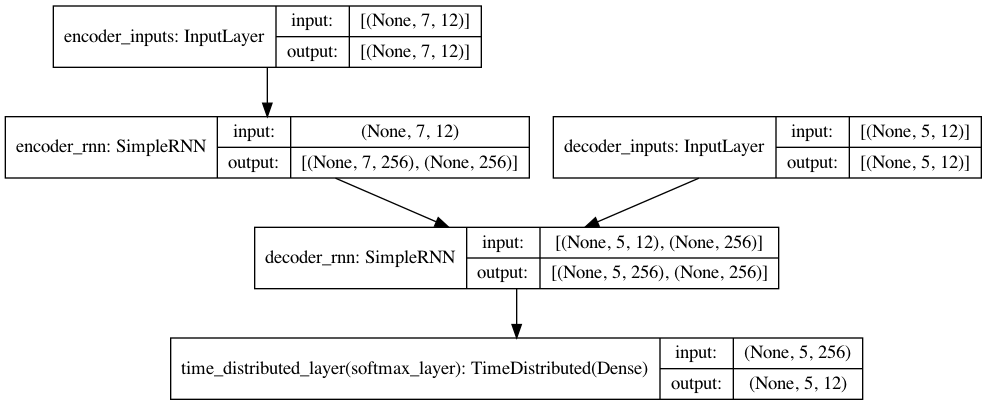 encoder_inputs: InputLayer
input: [(None, 7, 12)]
output: [(None, 7, 12)]
encoder_rnn: SimpleRNN
input: (None, 7, 12)
output: [(None, 7, 256), (None, 256)]
decoder_inputs: InputLayer
input: [(None, 5, 12)]
output: [(None, 5, 12)]
decoder_rnn: SimpleRNN
input: [(None, 5, 12), (None, 256)]
output: [(None, 5, 256), (None, 256)]
time_distributed_layer(softmax_layer): TimeDistributed(Dense)
input: (None, 5, 256)
output: (None, 5, 12)